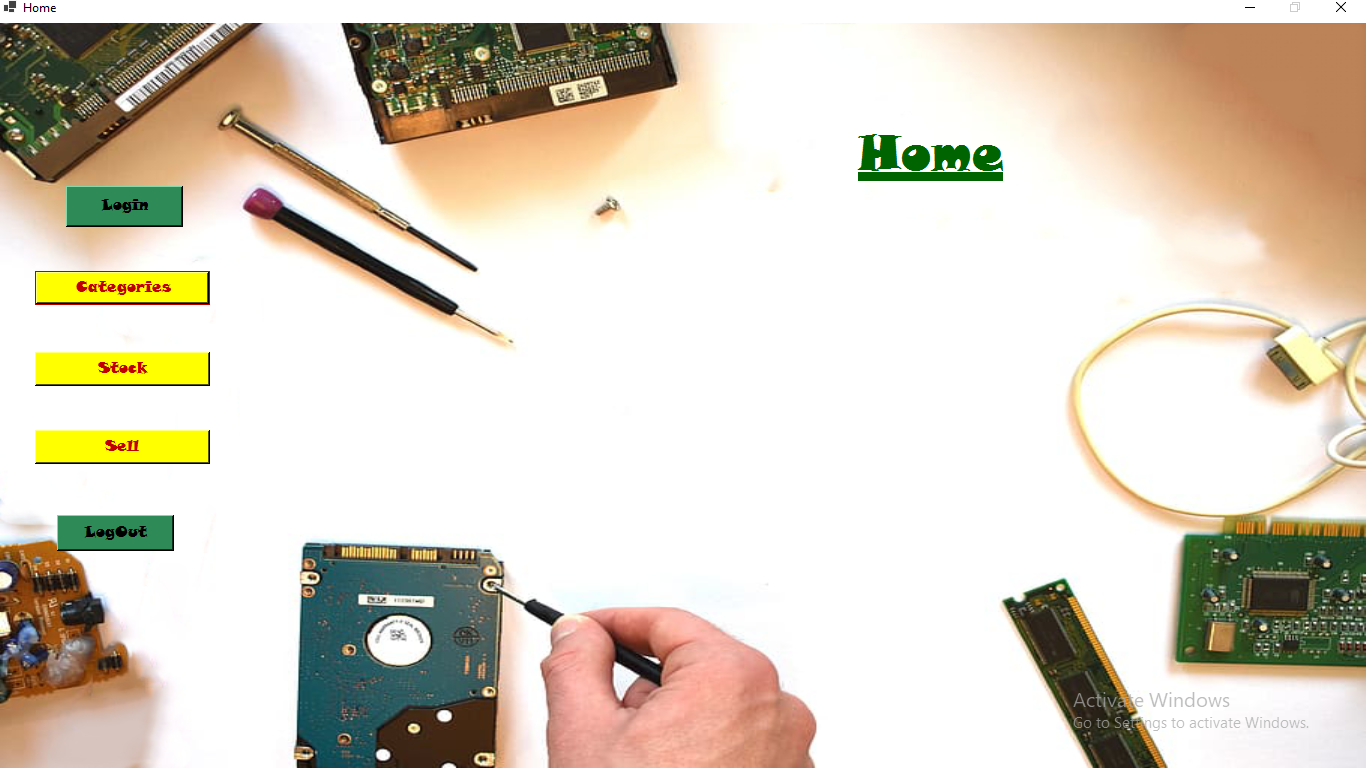 Home
Home
Login
Categories
Stock
Sell
LogOut
Activate Windows
Go to Settings to activate Windows.